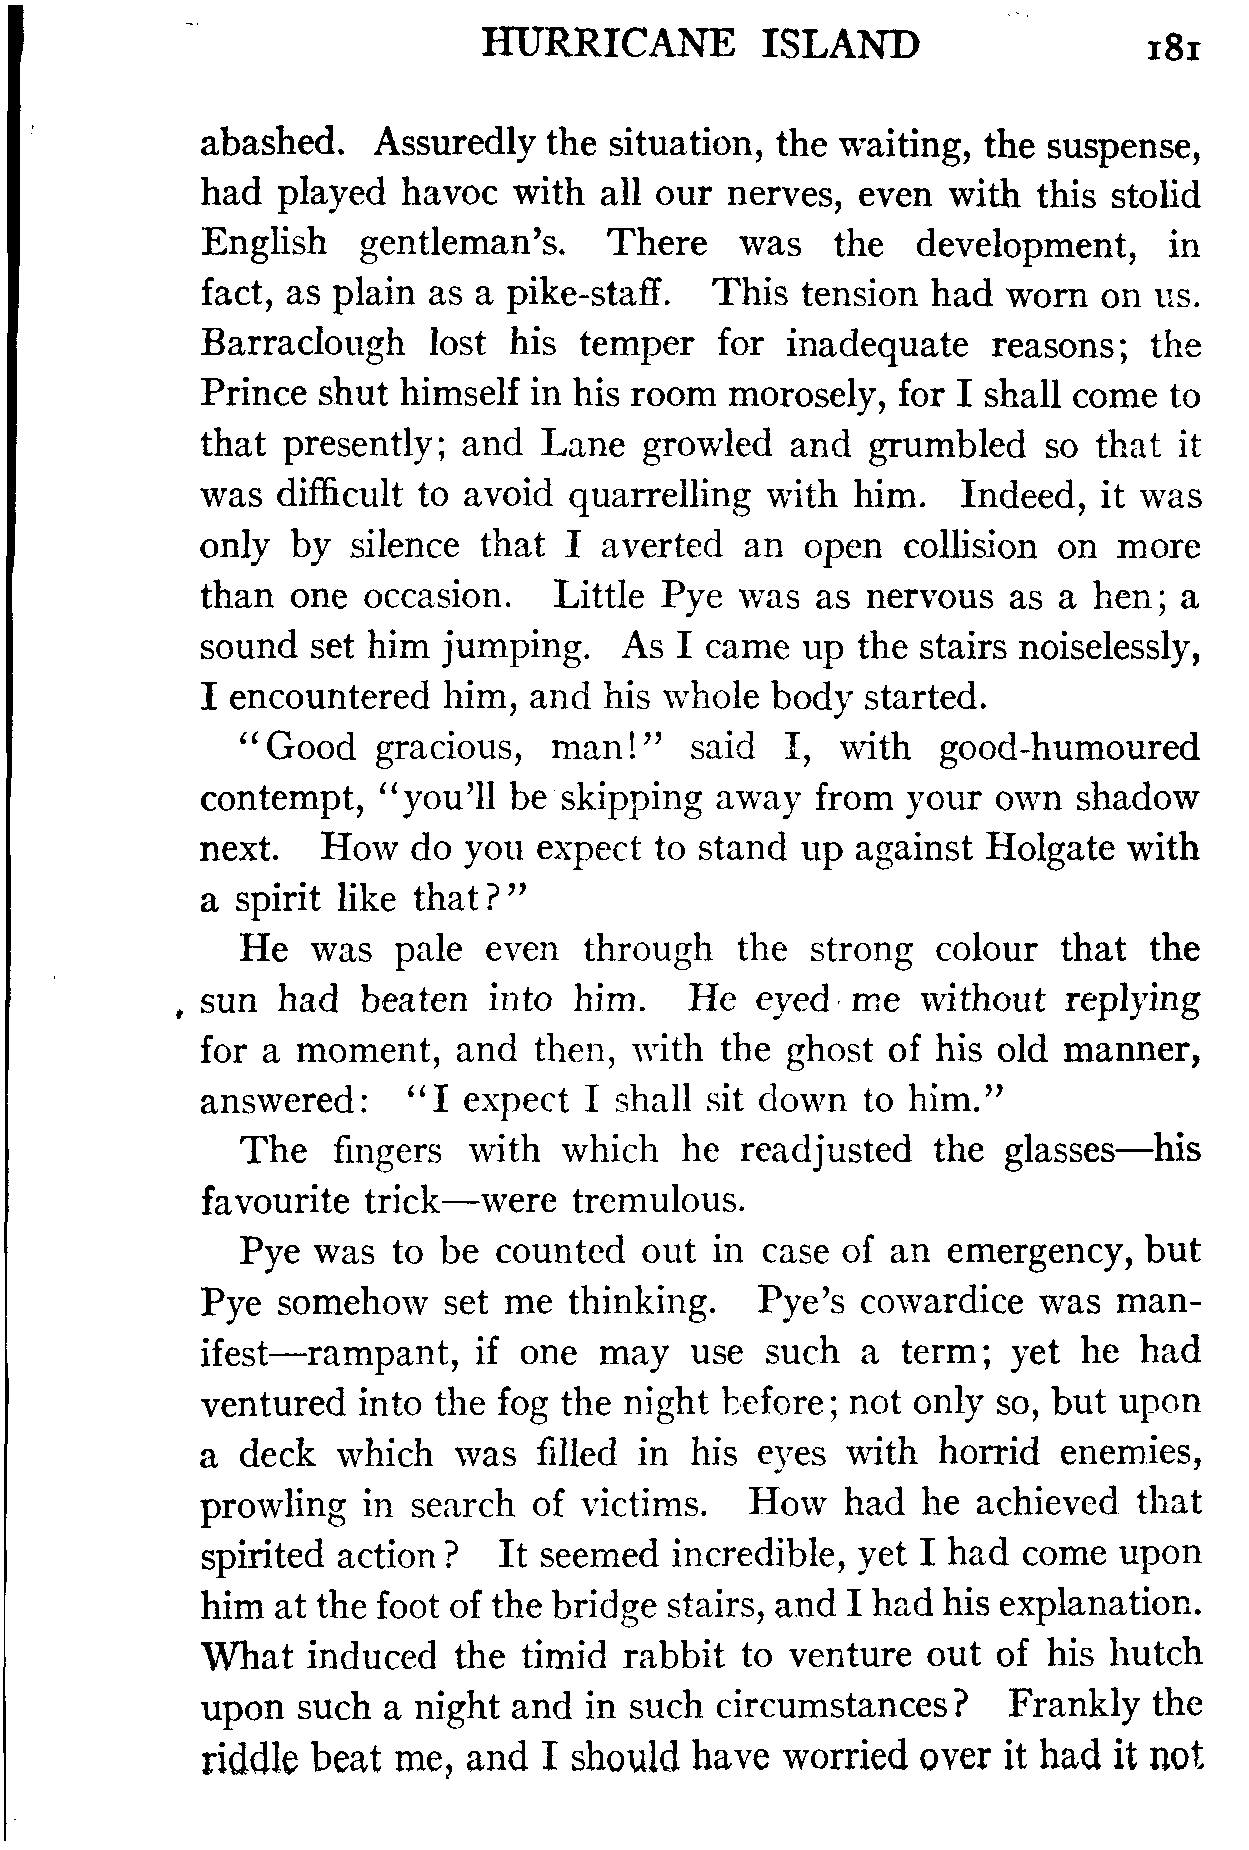 HURRICANE ISLAND 181
abashed. Assuredly the situation, the waiting, the suspense,
had played havoc with all our nerves, even with this stolid
English gentleman's. There was the development, in
fact, as plain as a pike-staff. This tension had worn on us.
Barraclough lost his temper for inadequate reasons; the
Prince shut himself in his room morosely, for I shall come to
that presently; and Lane growled and grumbled so that it
was difficult to avoid quarrelling with him. Indeed, it was
only by silence that I averted an open collision on more
than one occasion. Little Pye was as nervous as a hen; a
sound set him jumping. As I came up the stairs noiselessly,
I encountered him, and his whole body started.
"Good gracious, man!" said I, with good-humoured
contempt, "you'll be skipping away from your own shadow
next. How do you expect to stand up against Holgate with
a spirit like that?"
He was pale even through the strong colour that the
sun had beaten into him. He eyed me without replying
for a moment, and then, with the ghost of his old manner,
answered: "I expect I shall sit down to him."
The fingers with which he readjusted the glasses—his
favourite trick—were tremulous.
Pye was to be counted out in case of an emergency, but
Pye somehow set me thinking. Pye's cowardice was man-
ifest—rampant, if one may use such a term; yet he had
ventured into the fog the night before; not only so, but upon
a deck which was filled in his eyes with horrid enemies,
prowling in search of victims. How had he achieved that
spirited action? It seemed incredible, yet I had come upon
him at the foot of the bridge stairs, and I had his explanation.
What induced the timid rabbit to venture out of his hutch
upon such a night and in such circumstances? Frankly the
riddle beat me, and I should have worried over it had it not